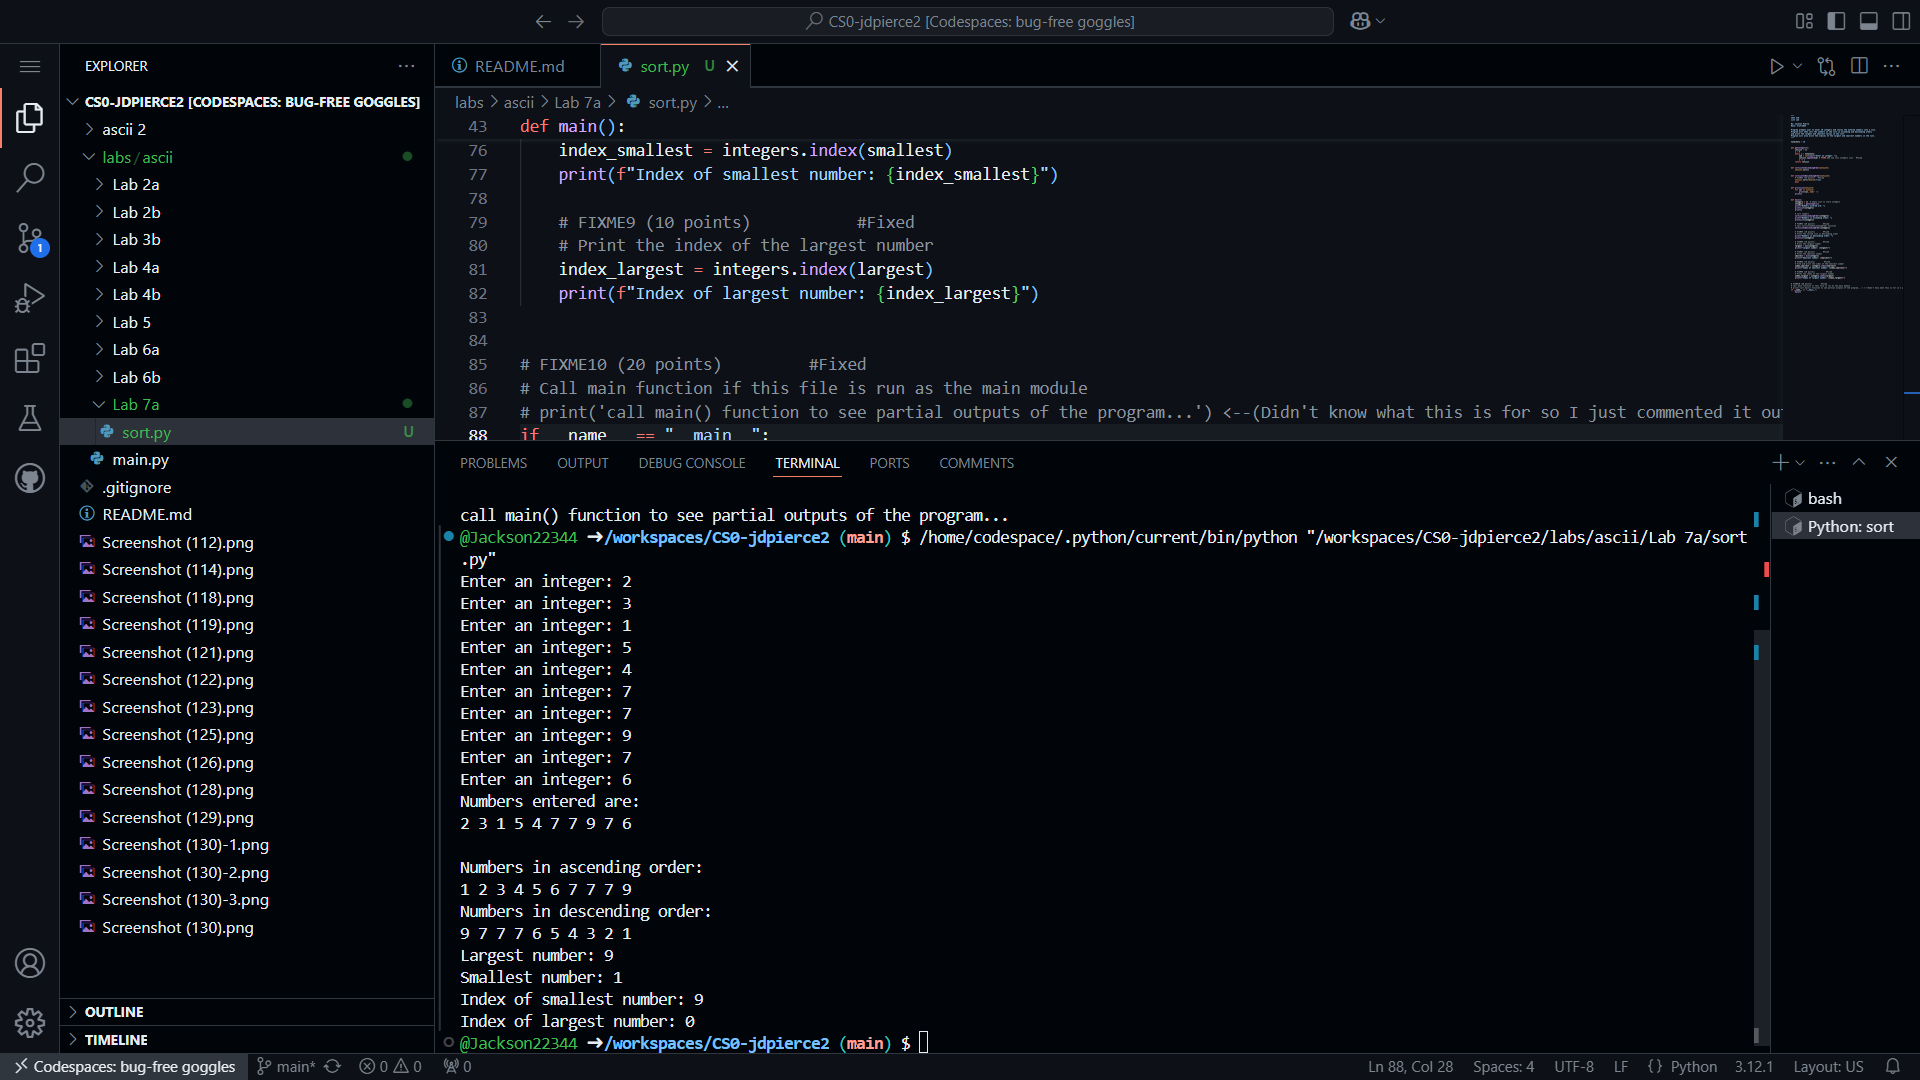 CS0-jdpierce2 [Codespaces: bug-free goggles]
EXPLORER
CS0-JDPIERCE2 [CODESPACES: BUG-FREE GOGGLES]
ascii 2
labs / ascii
Lab 2a
Lab 2b
Lab 3b
Lab 4a
Lab 4b
Lab 5
Lab 6a
Lab 6b
Lab 7a
sort.py U
main.py
.gitignore
README.md
Screenshot (112).png
Screenshot (114).png
Screenshot (118).png
Screenshot (119).png
Screenshot (121).png
Screenshot (122).png
Screenshot (123).png
Screenshot (125).png
Screenshot (126).png
Screenshot (128).png
Screenshot (129).png
Screenshot (130)-1.png
Screenshot (130)-2.png
Screenshot (130)-3.png
Screenshot (130).png
OUTLINE
TIMELINE
1
README.md
sort.py U
labs > ascii > Lab 7a > sort.py > ...
43 def main():
76 index_smallest = integers.index(smallest)
77 print(f"Index of smallest number: {index_smallest}")
78
79 # FIXME9 (10 points) #Fixed
80 # Print the index of the largest number
81 index_largest = integers.index(largest)
82 print(f"Index of largest number: {index_largest}")
83
84
85 # FIXME10 (20 points) #Fixed
86 # Call main function if this file is run as the main module
87 # print('call main() function to see partial outputs of the program...') <--(Didn't know what this is for so I just commented it ou
88 if __name__ == "__main__":
PROBLEMS OUTPUT DEBUG CONSOLE TERMINAL PORTS COMMENTS
bash
Python: sort
call main() function to see partial outputs of the program...
@Jackson22344 ➜/workspaces/CS0-jdpierce2 (main) $ /home/codespace/.python/current/bin/python "/workspaces/CS0-jdpierce2/labs/ascii/Lab 7a/sort
.py"
Enter an integer: 2
Enter an integer: 3
Enter an integer: 1
Enter an integer: 5
Enter an integer: 4
Enter an integer: 7
Enter an integer: 7
Enter an integer: 9
Enter an integer: 7
Enter an integer: 6
Numbers entered are:
2 3 1 5 4 7 7 9 7 6
Numbers in ascending order:
1 2 3 4 5 6 7 7 7 9
Numbers in descending order:
9 7 7 7 6 5 4 3 2 1
Largest number: 9
Smallest number: 1
Index of smallest number: 9
Index of largest number: 0
@Jackson22344 ➜/workspaces/CS0-jdpierce2 (main) $
Codespaces: bug-free goggles main* 0 0 0 Ln 88, Col 28 Spaces: 4 UTF-8 LF {} Python 3.12.1 Layout: US